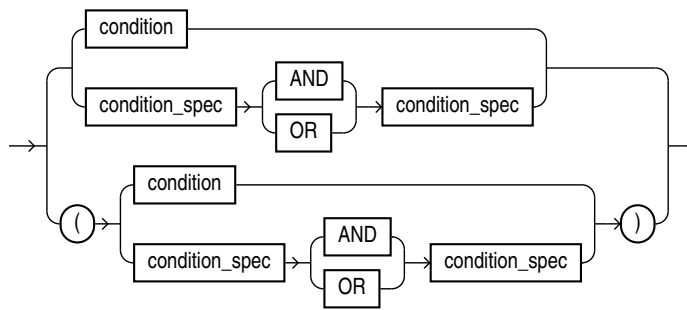 condition
AND
condition_spec condition_spec
OR
condition
( )
AND
condition_spec condition_spec
OR